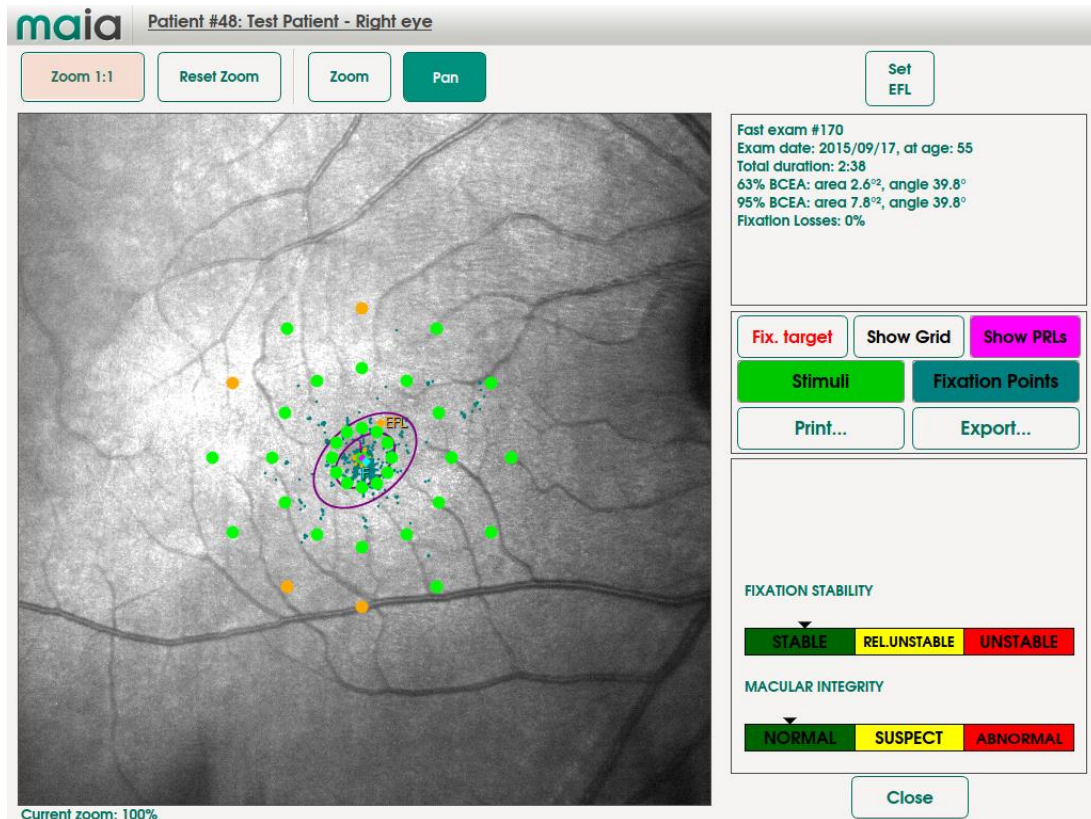 maia Patient #48: Test Patient - Right eye
Zoom 1:1 Reset Zoom Zoom Pan
Set
EFL
Fast exam #170
Exam date: 2015/09/17, at age: 55
Total duration: 2:38
63% BCEA: area 2.6°², angle 39.8°
95% BCEA: area 7.8°², angle 39.8°
Fixation Losses: 0%
EFL
Fix. target Show Grid Show PRLs
Stimuli Fixation Points
Print... Export...
FIXATION STABILITY
STABLE REL.UNSTABLE UNSTABLE
MACULAR INTEGRITY
NORMAL SUSPECT ABNORMAL
Close
Current zoom: 100%